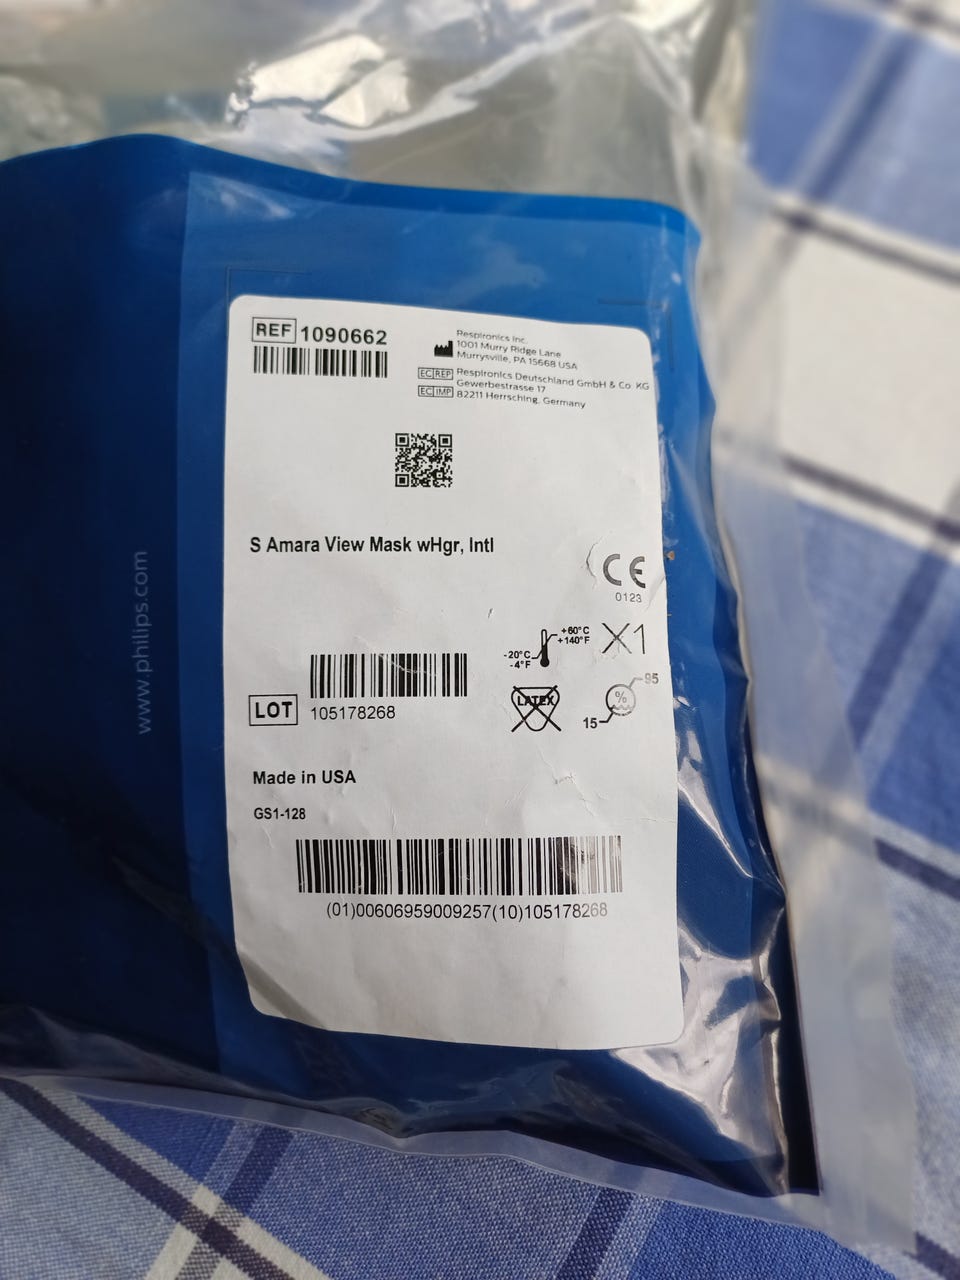 REF 1090662
Respironics Inc.
1001 Murry Ridge Lane
Murrysville, PA 15668 USA
EC REP Respironics Deutschland GmbH & Co KG
Gewerbestrasse 17
EC IMP 82211 Herrsching, Germany
S Amara View Mask wHgr, Intl
CE
0123
+60°C
+140°F
-20°C
-4°F
X1
LATEX
%
95
15
LOT 105178268
Made in USA
GS1-128
(01)00606959009257(10)105178268
www.philips.com